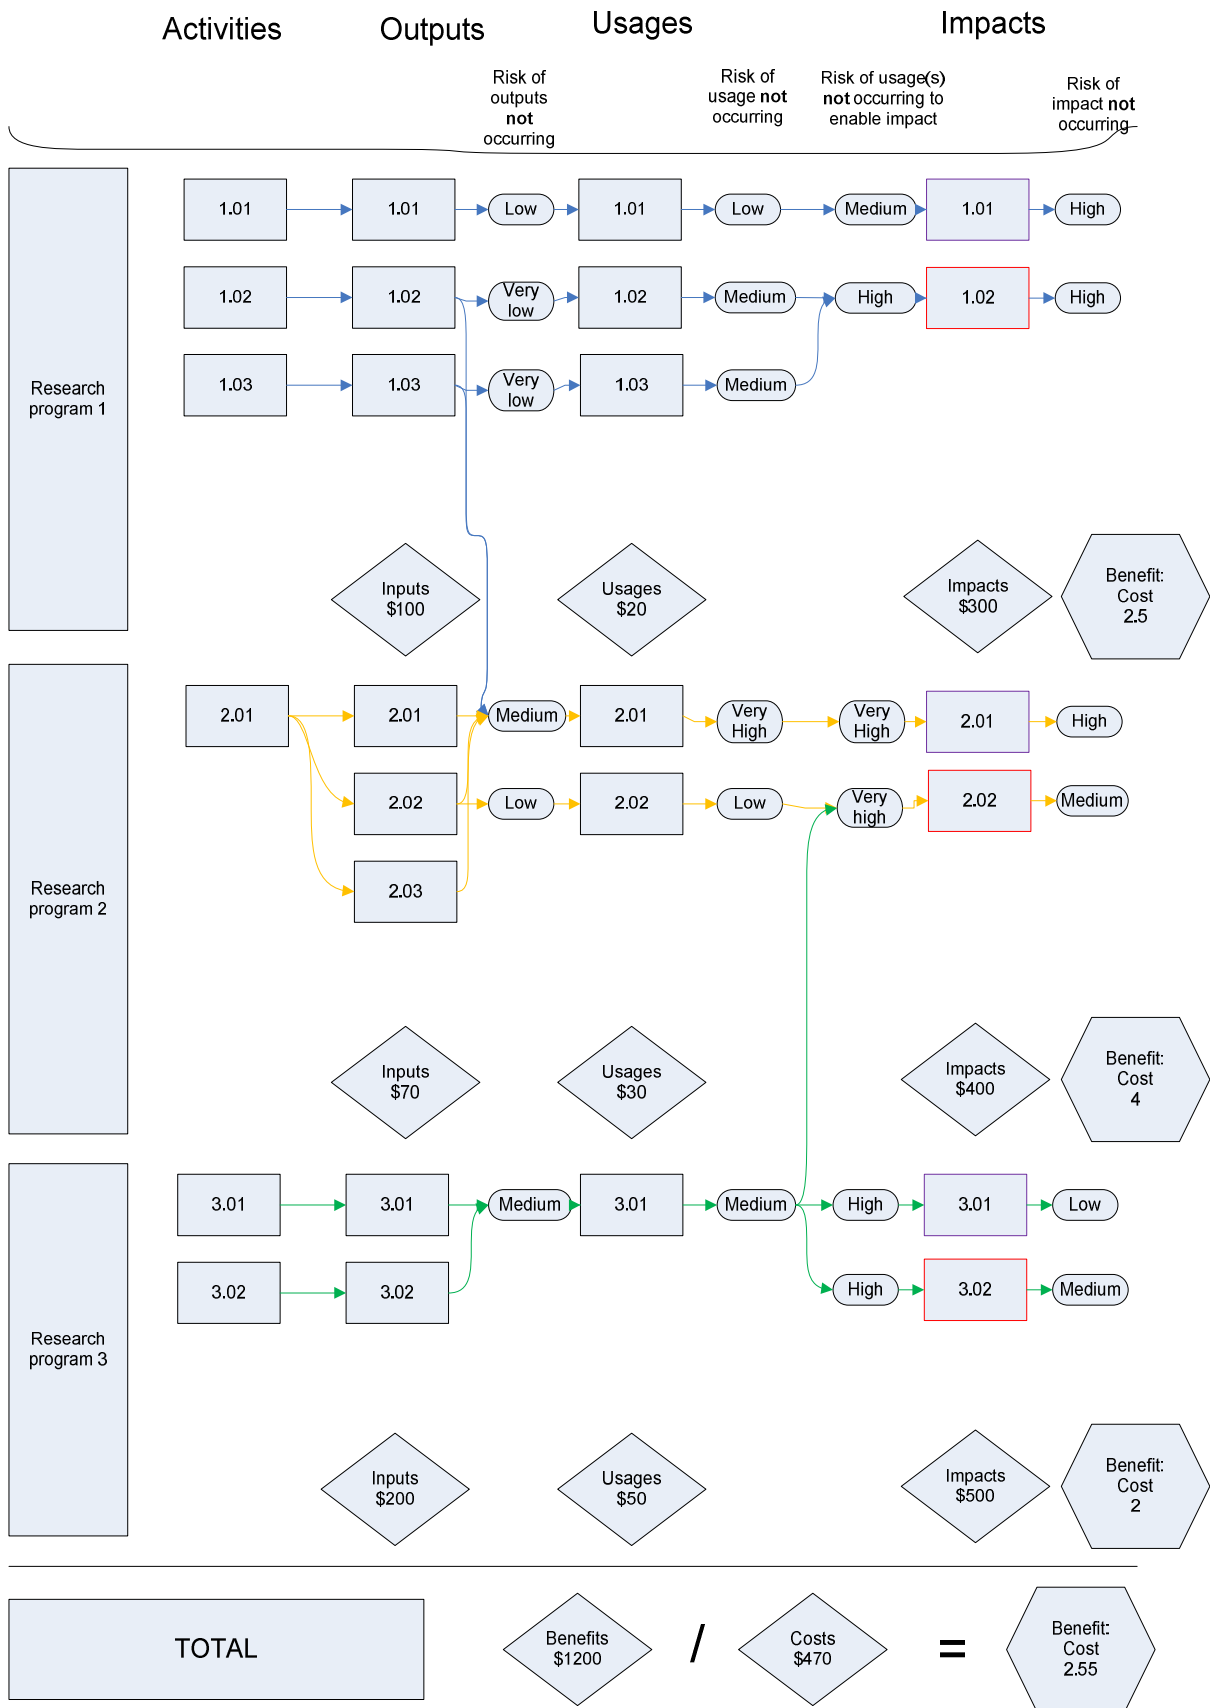 Activities
Outputs
Usages
Impacts
Risk of
outputs
not
occurring
Risk of
usage not
occurring
Risk of usage(s)
not occurring to
enable impact
Risk of
impact not
occurring
Research
program 1
1.01
1.01
Low
1.01
Low
Medium
1.01
High
1.02
1.02
Very
low
1.02
Medium
High
1.02
High
1.03
1.03
Very
low
1.03
Medium
Inputs
$100
Usages
$20
Impacts
$300
Benefit:
Cost
2.5
Research
program 2
2.01
2.01
Medium
2.01
Very
High
Very
High
2.01
High
2.02
Low
2.02
Low
Very
high
2.02
Medium
2.03
Inputs
$70
Usages
$30
Impacts
$400
Benefit:
Cost
4
Research
program 3
3.01
3.01
Medium
3.01
Medium
High
3.01
Low
3.02
3.02
High
3.02
Medium
Inputs
$200
Usages
$50
Impacts
$500
Benefit:
Cost
2
TOTAL
Benefits
$1200
/
Costs
$470
=
Benefit:
Cost
2.55